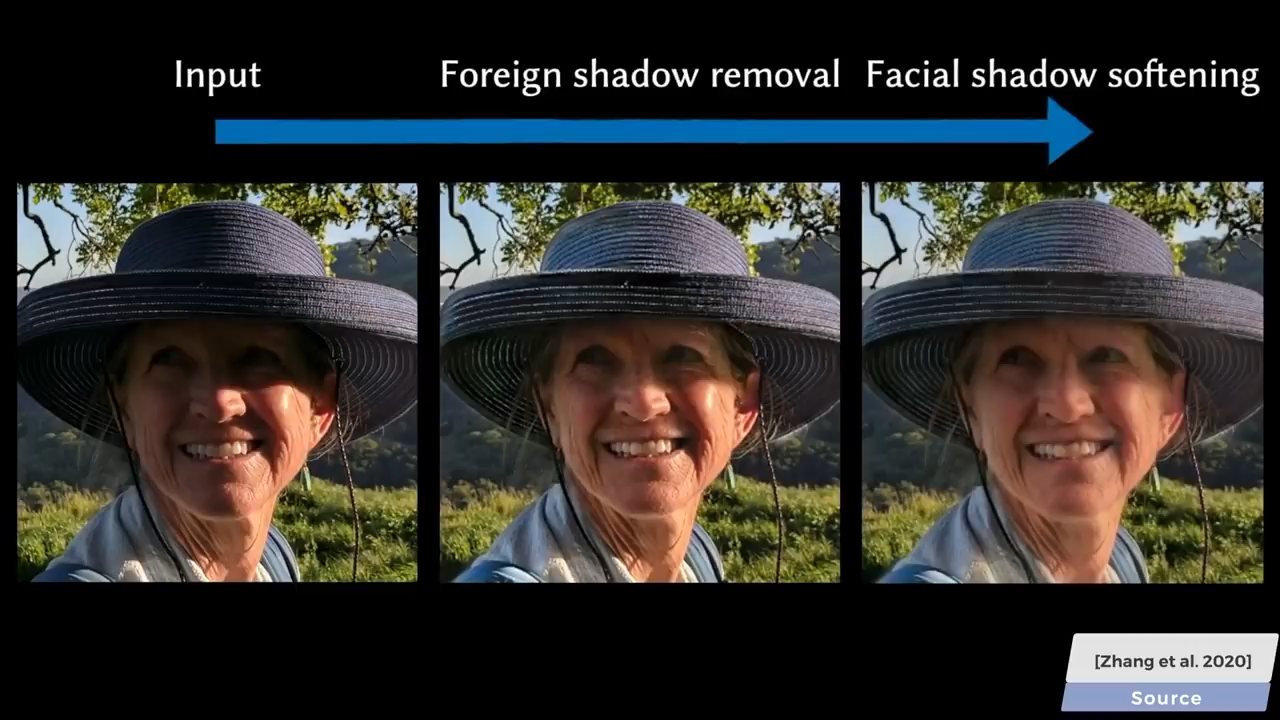 Input
Foreign shadow removal
Facial shadow softening
[Zhang et al. 2020]
Source